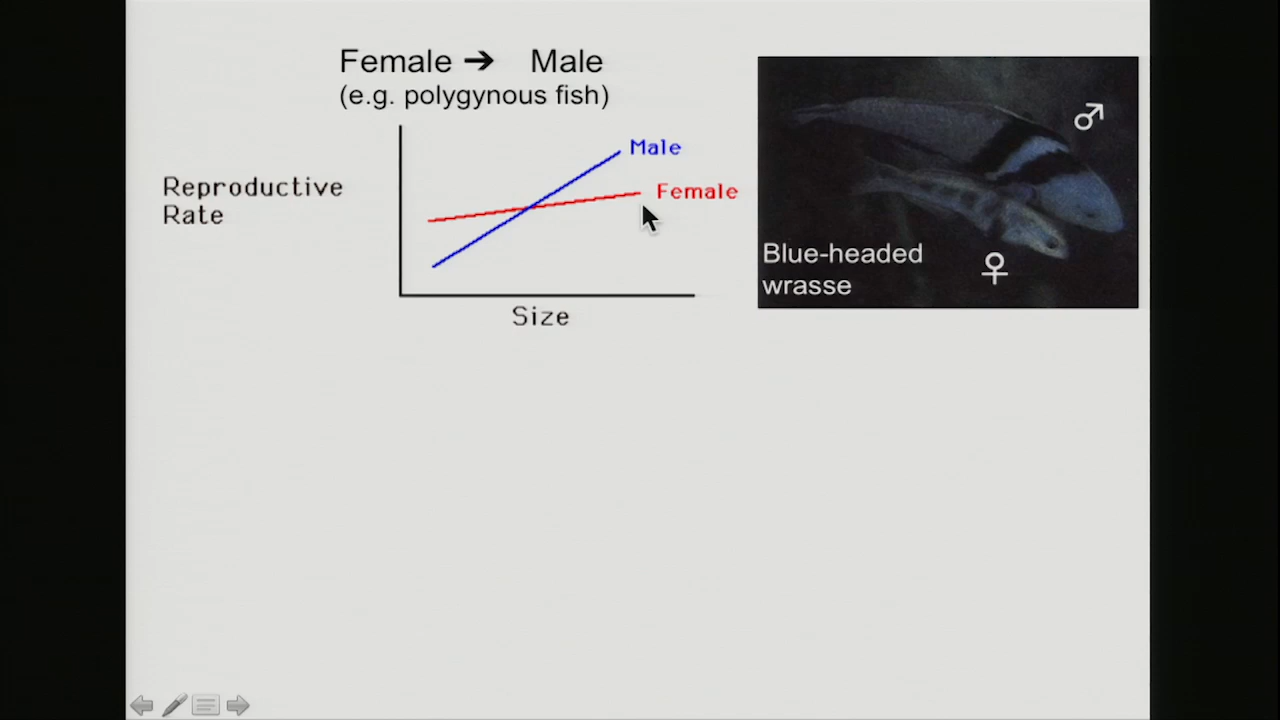 Female ➔ Male
(e.g. polygynous fish)
Reproductive
Rate
Male
Female
Size
♂
Blue-headed
wrasse
♀